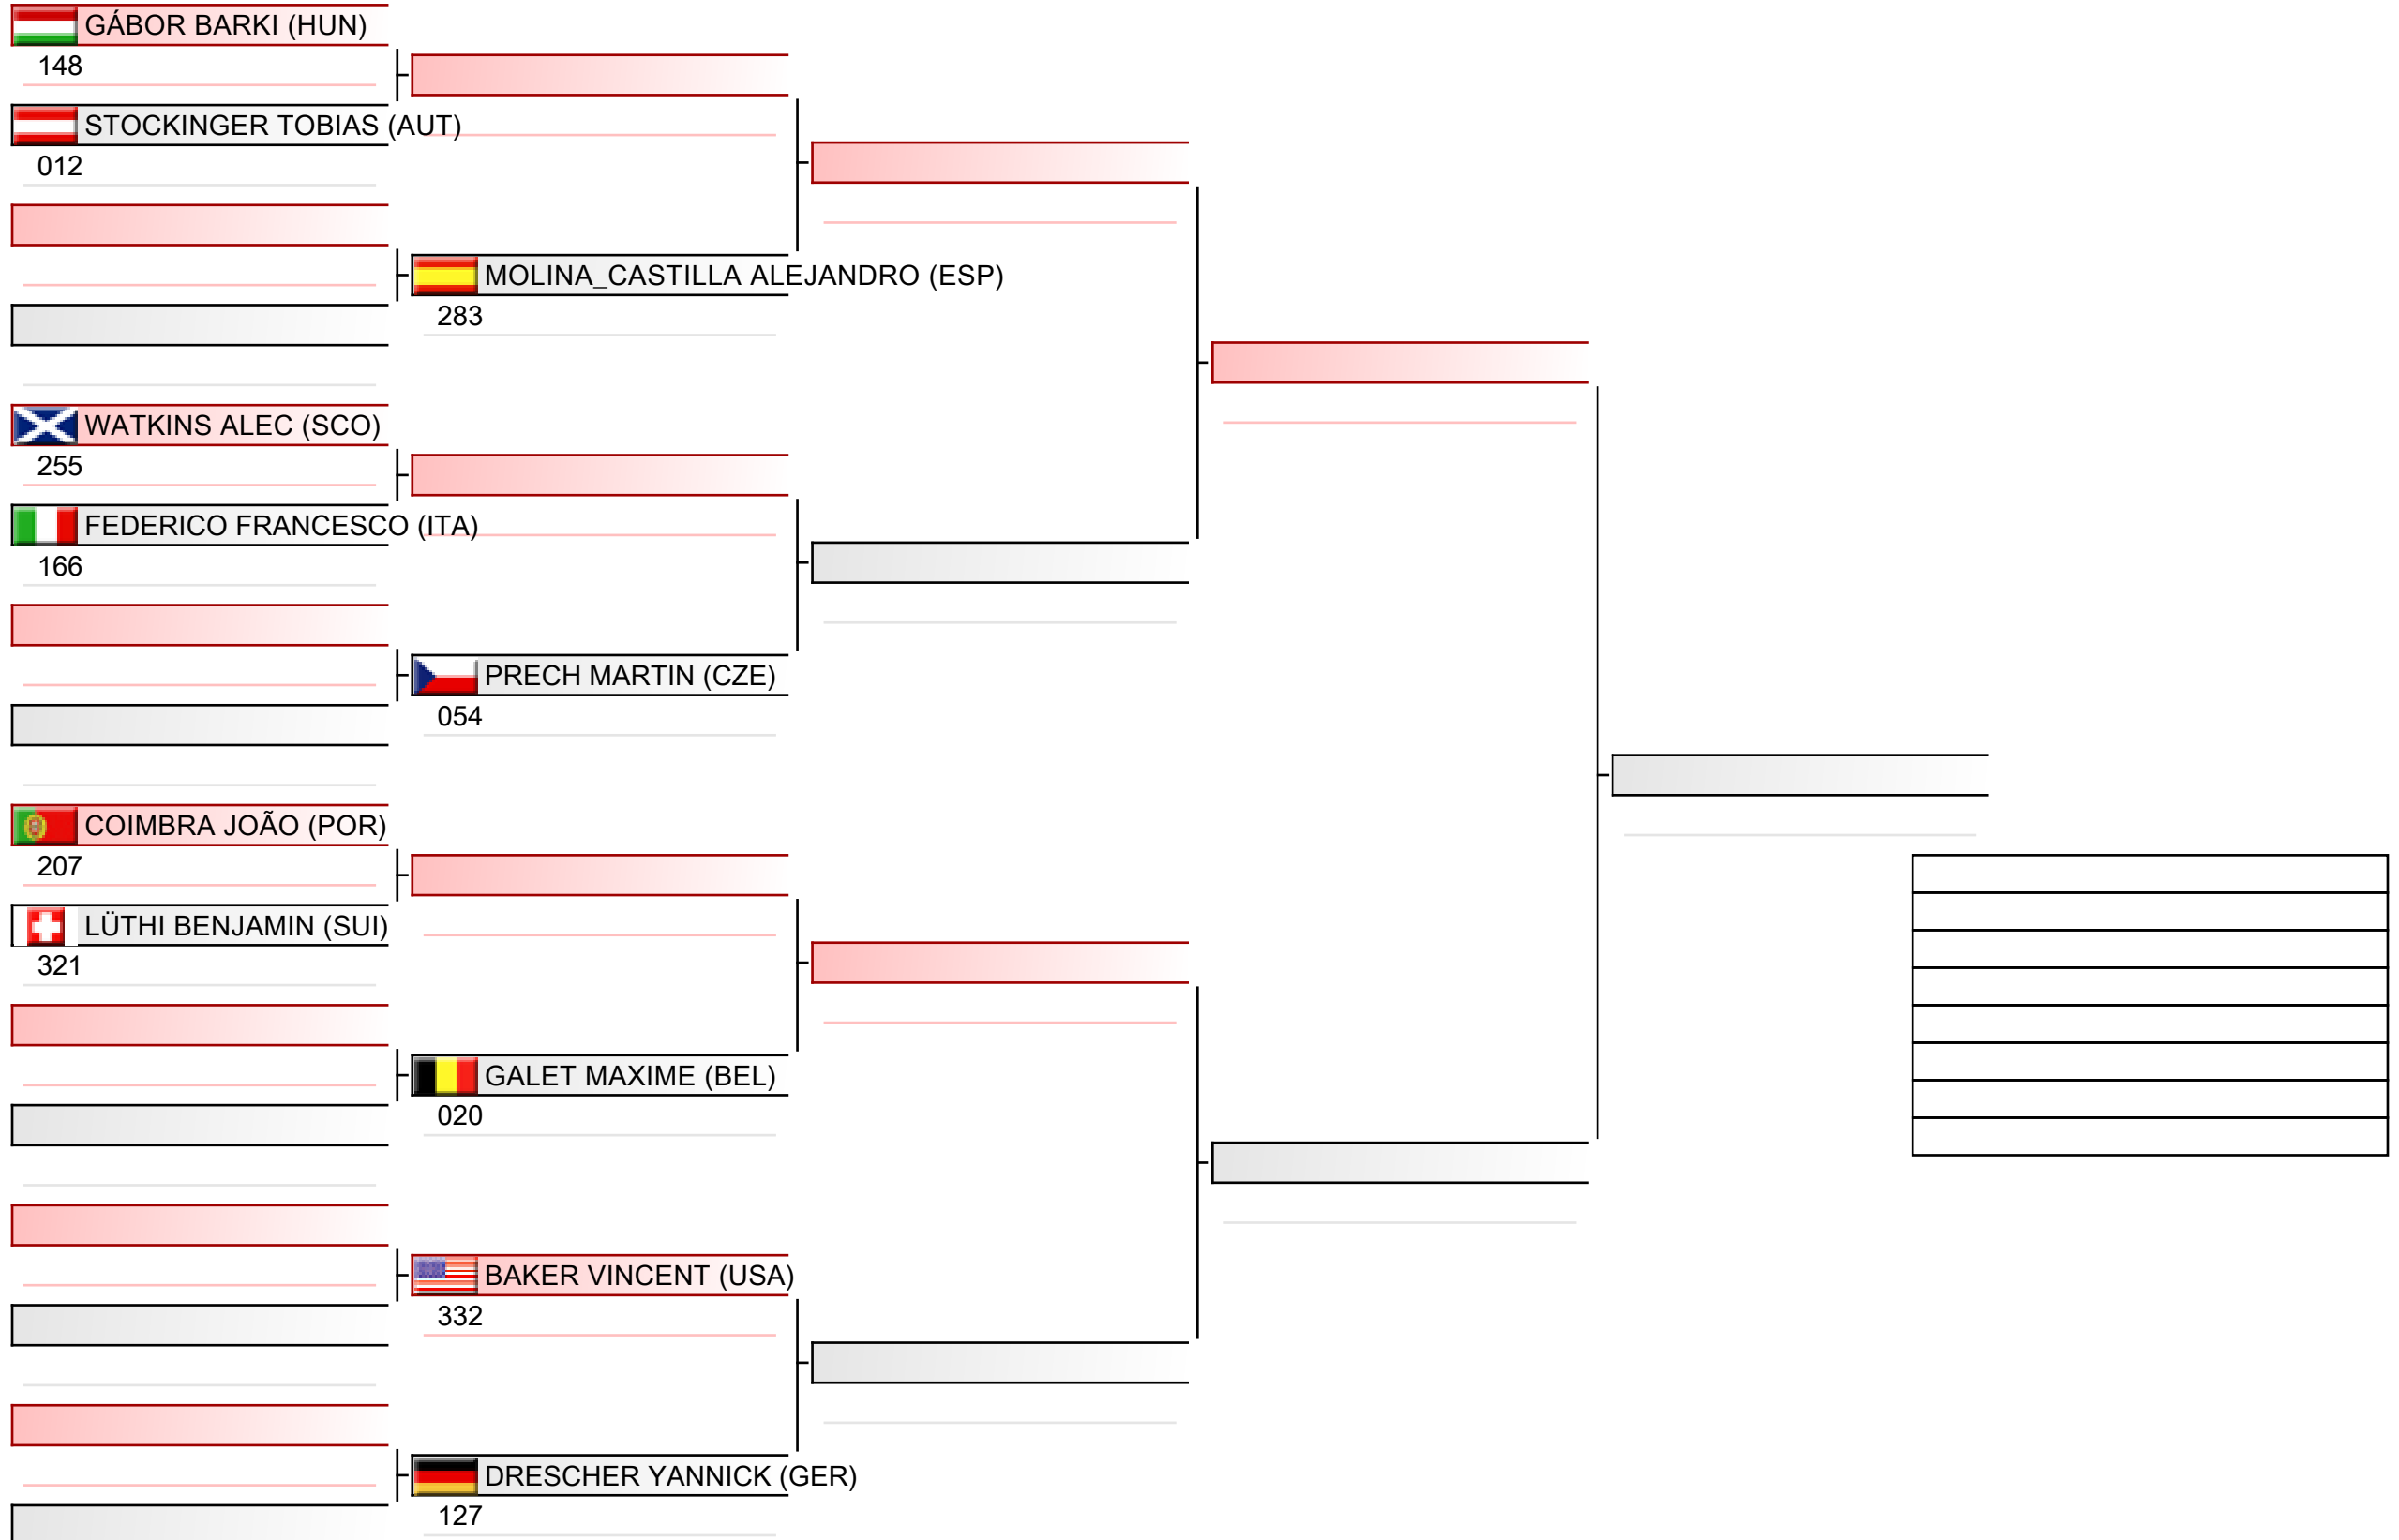 GÁBOR BARKI (HUN)
148
STOCKINGER TOBIAS (AUT)
012
MOLINA_CASTILLA ALEJANDRO (ESP)
283
WATKINS ALEC (SCO)
255
FEDERICO FRANCESCO (ITA)
166
PRECH MARTIN (CZE)
054
COIMBRA JOÃO (POR)
207
LÜTHI BENJAMIN (SUI)
321
GALET MAXIME (BEL)
020
BAKER VINCENT (USA)
332
DRESCHER YANNICK (GER)
127